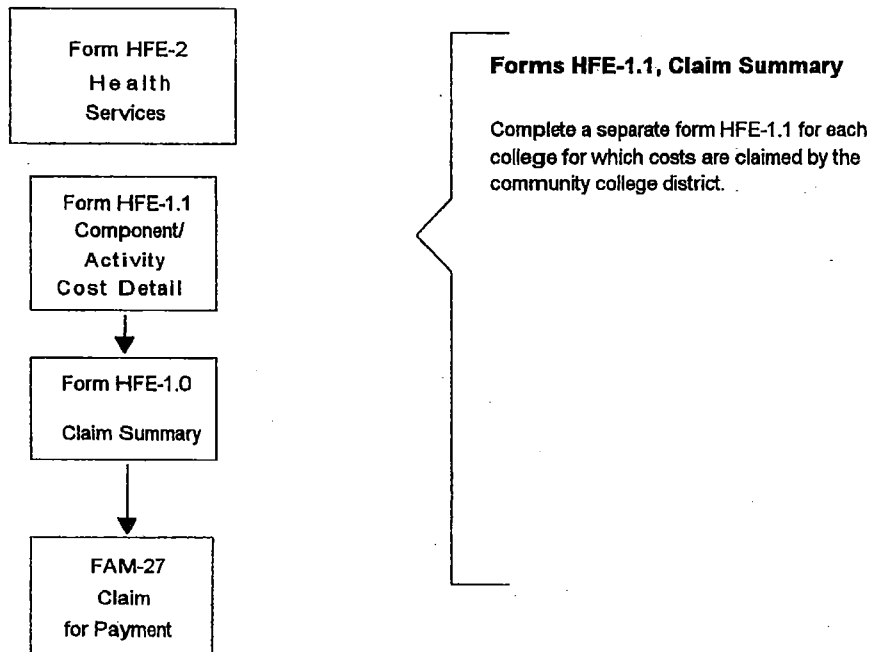 Form HFE-2
Health
Services
Form HFE-1.1
Component/
Activity
Cost Detail
Form HFE-1.0
Claim Summary
FAM-27
Claim
for Payment
Forms HFE-1.1, Claim Summary
Complete a separate form HFE-1.1 for each
college for which costs are claimed by the
community college district.